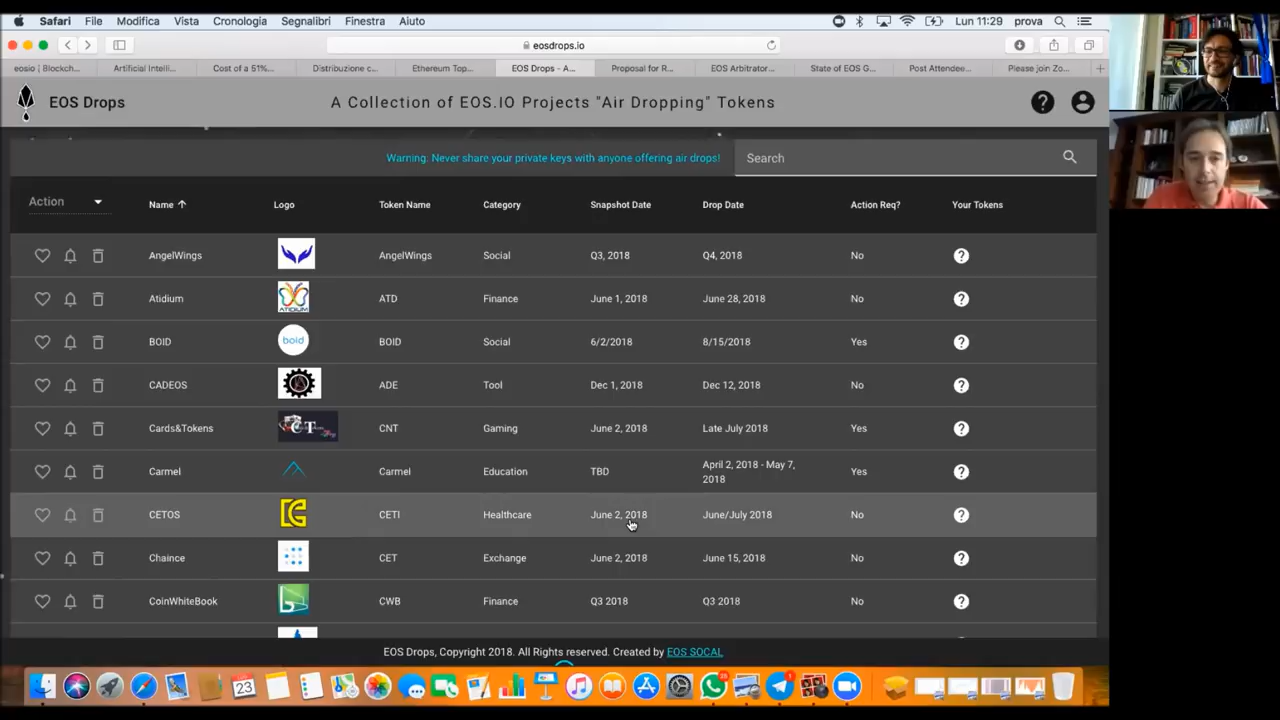 Safari File Modifica Vista Cronologia Segnalibri Finestra Aiuto Lun 11:29 prova
eosdrops.io
eosio | Blockch... Artificial Intelli... Cost of a 51%... Distribuzione c... Ethereum Top... EOS Drops - A... Proposal for R... EOS Arbitrator... State of EOS G... Post Attendee... Please join Zo...
EOS Drops A Collection of EOS.IO Projects "Air Dropping" Tokens
Warning: Never share your private keys with anyone offering air drops! Search
Action Name Logo Token Name Category Snapshot Date Drop Date Action Req? Your Tokens
AngelWings AngelWings Social Q3, 2018 Q4, 2018 No
Atidium ATIDIUM ATD Finance June 1, 2018 June 28, 2018 No
BOID boid BOID Social 6/2/2018 8/15/2018 Yes
CADEOS ADE Tool Dec 1, 2018 Dec 12, 2018 No
Cards&Tokens CT CNT Gaming June 2, 2018 Late July 2018 Yes
Carmel Carmel Education TBD April 2, 2018 - May 7, 2018 Yes
CETOS CETI Healthcare June 2, 2018 June/July 2018 No
Chaince CET Exchange June 2, 2018 June 15, 2018 No
CoinWhiteBook CWB Finance Q3 2018 Q3 2018 No
EOS Drops, Copyright 2018. All Rights reserved. Created by EOS SOCAL
23